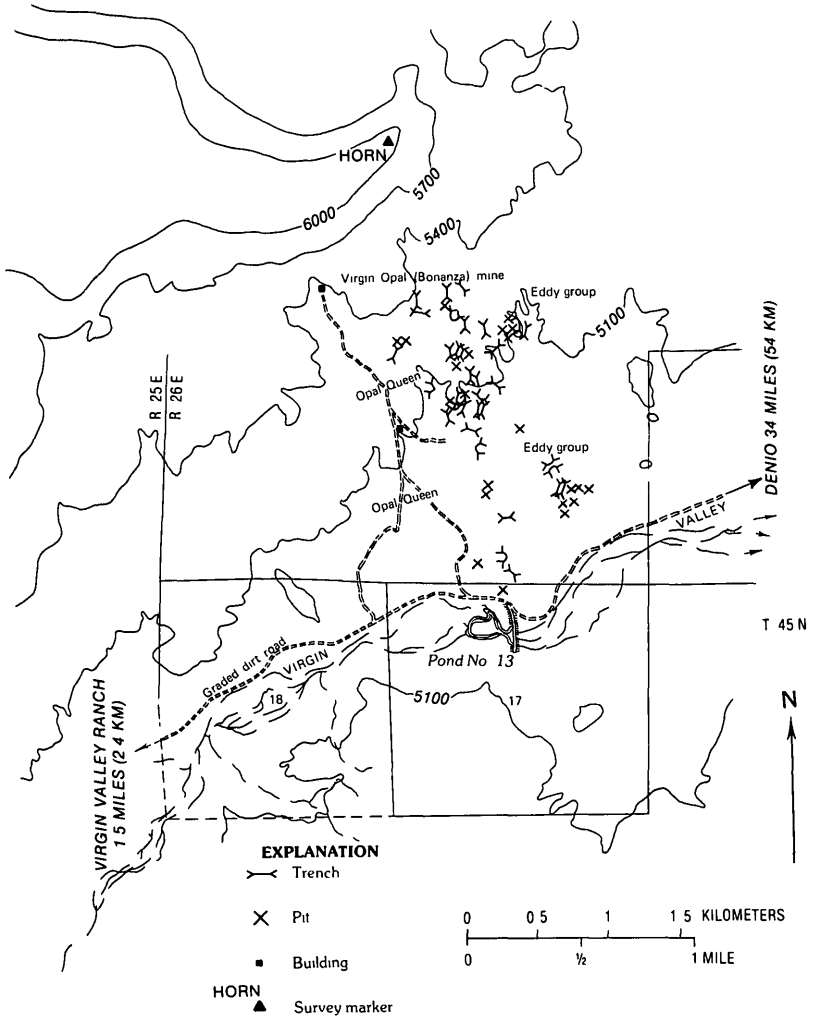 HORN
5700
6000
5400
Virgin Opal (Bonanza) mine
Eddy group
5100
R 25 E
R 26 E
Opal Queen
DENIO 34 MILES (54 KM)
Eddy group
Opal Queen
VALLEY
T 45 N
Graded dirt road
VIRGIN
Pond No 13
18
5100
17
N
VIRGIN VALLEY RANCH
1 5 MILES (2 4 KM)
EXPLANATION
Trench
Pit
Building
HORN
Survey marker
0 0 5 1 1 5 KILOMETERS
0 ½ 1 MILE